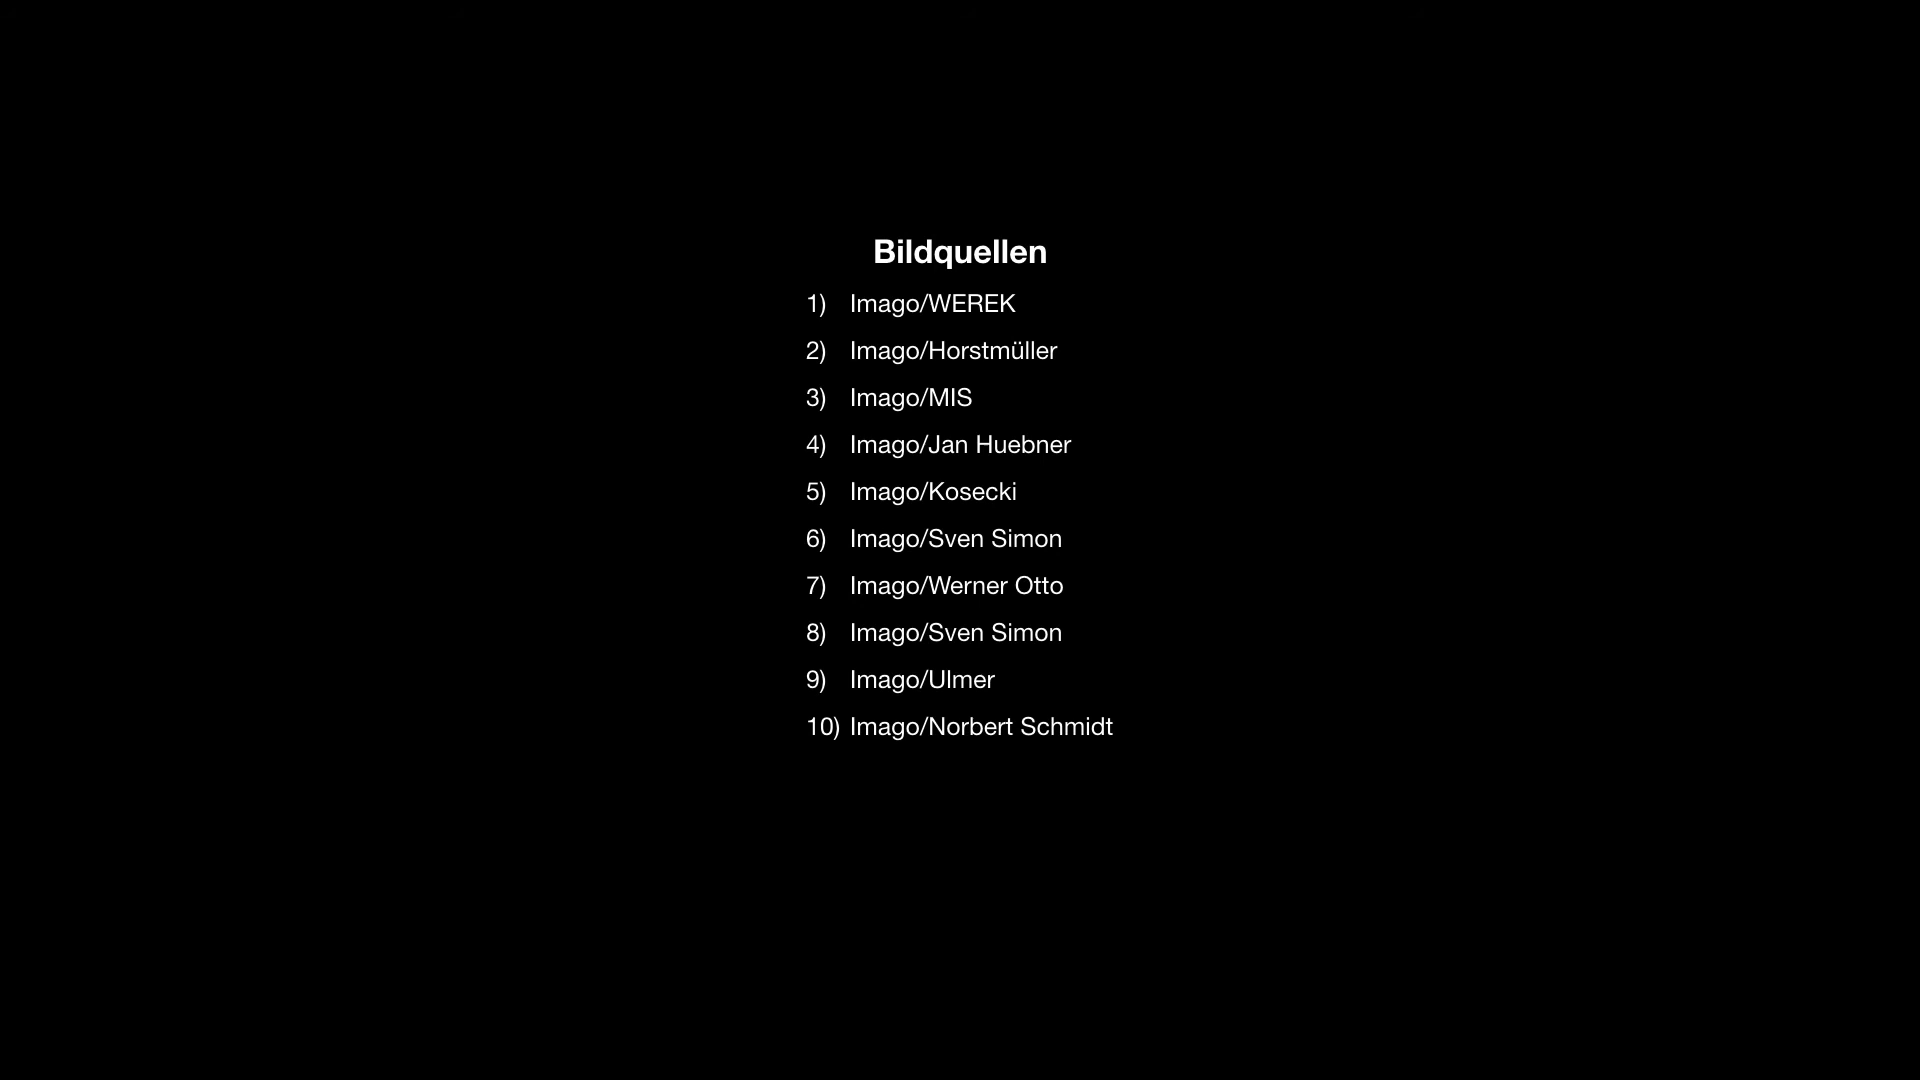 Bildquellen
1) Imago/WEREK
2) Imago/Horstmüller
3) Imago/MIS
4) Imago/Jan Huebner
5) Imago/Kosecki
6) Imago/Sven Simon
7) Imago/Werner Otto
8) Imago/Sven Simon
9) Imago/Ulmer
10) Imago/Norbert Schmidt